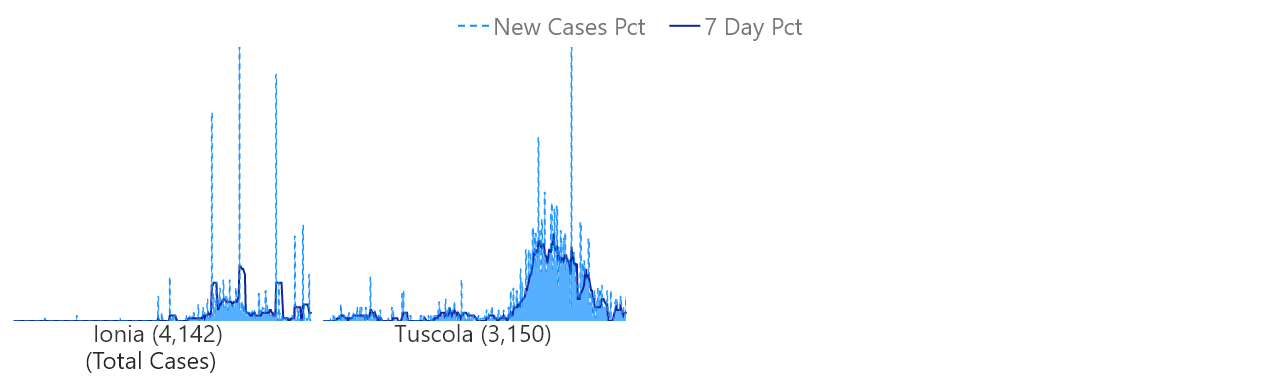 New Cases Pct 7 Day Pct
Ionia (4,142) Tuscola (3,150)
(Total Cases)